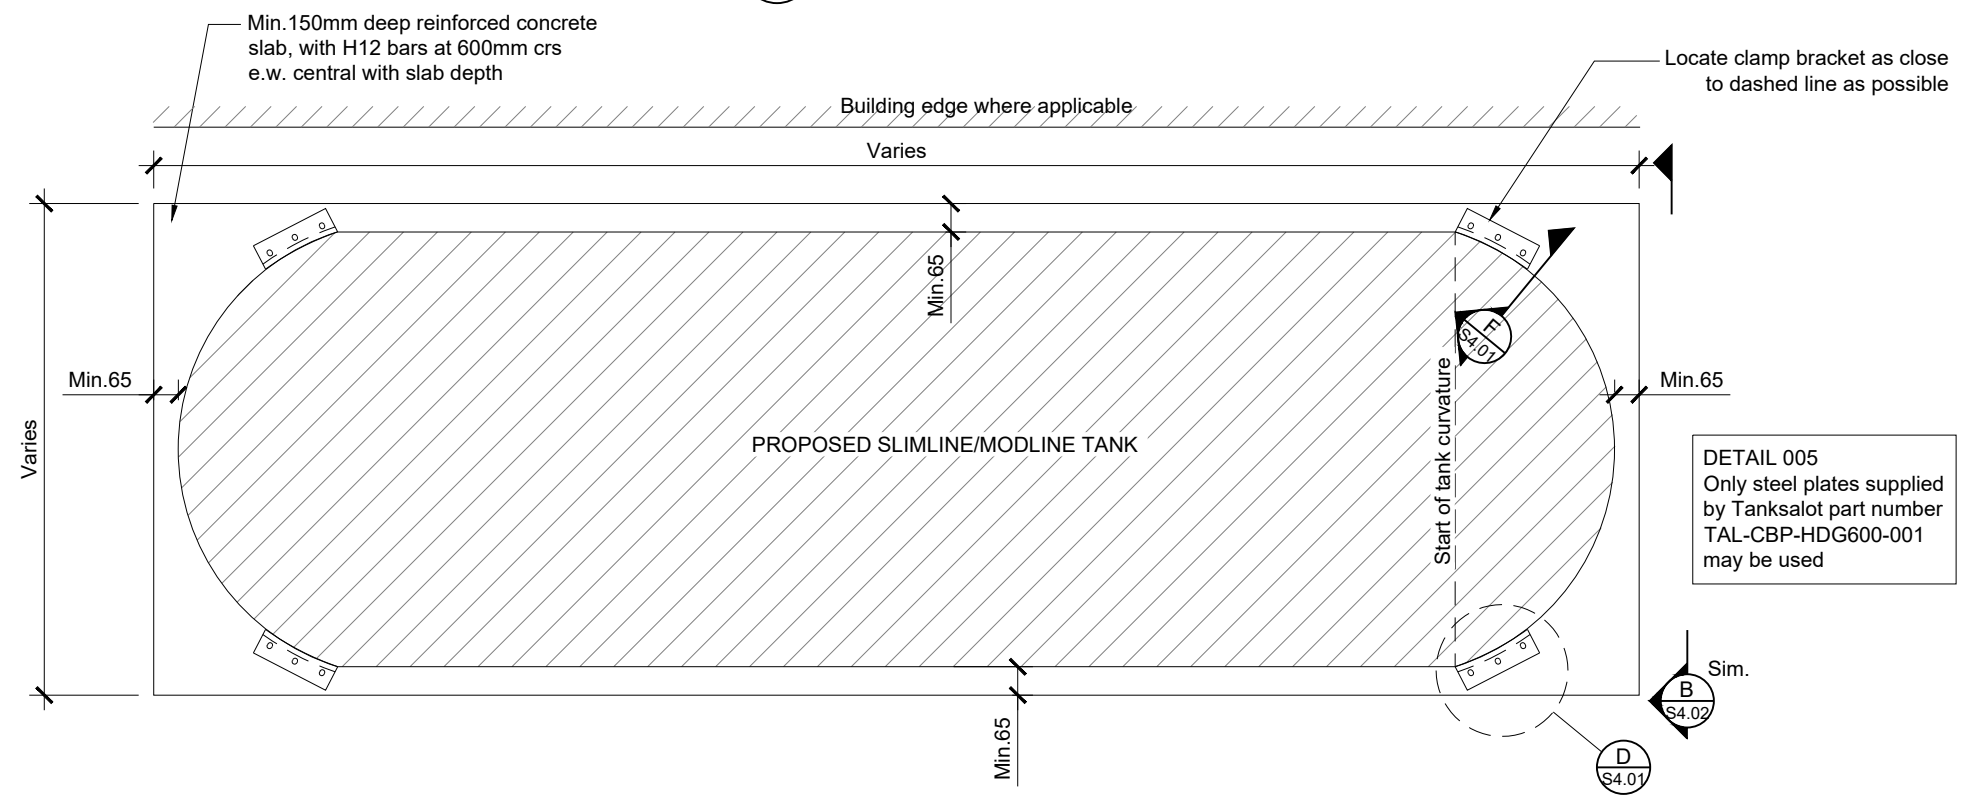 Min.150mm deep reinforced concrete
slab, with H12 bars at 600mm crs
e.w. central with slab depth
Locate clamp bracket as close
to dashed line as possible
Building edge where applicable
Varies
Min.65
F
S4.01
Min.65
Min.65
Varies
Start of tank curvature
PROPOSED SLIMLINE/MODLINE TANK
DETAIL 005
Only steel plates supplied
by Tanksalot part number
TAL-CBP-HDG600-001
may be used
Sim.
B
S4.02
Min.65
D
S4.01